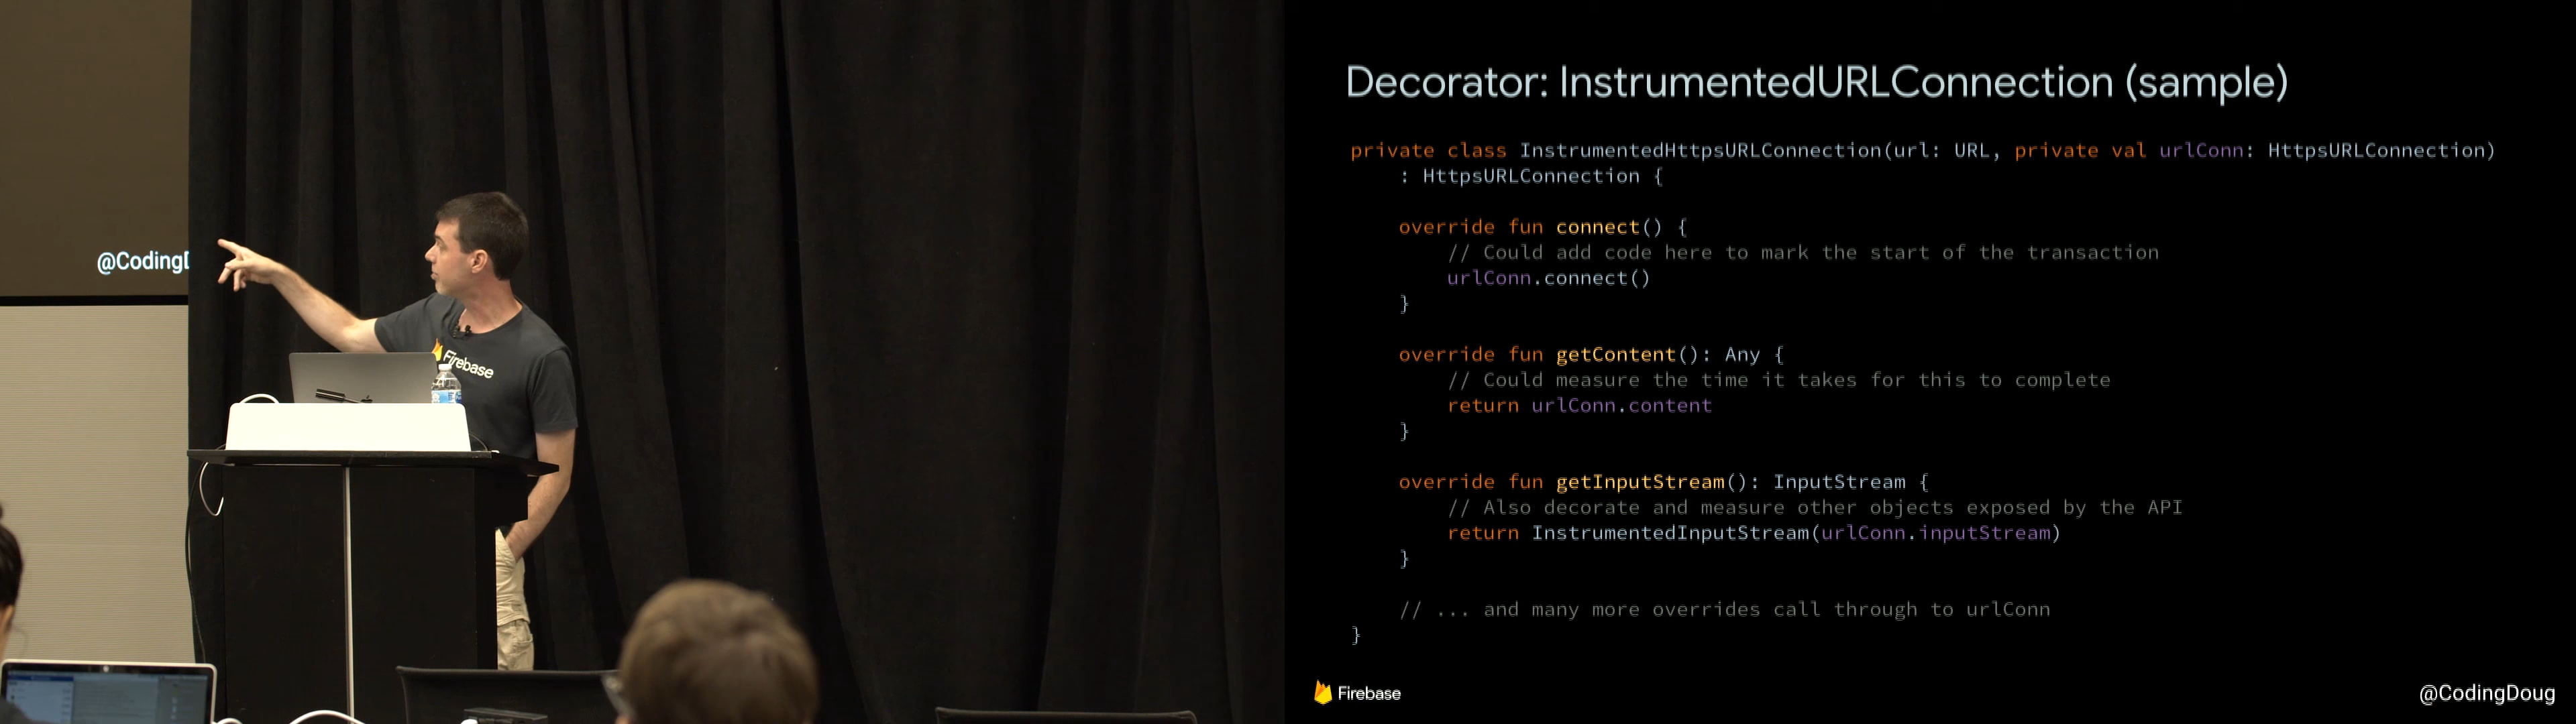 @CodingD
Firebase
Decorator: InstrumentedURLConnection (sample)
private class InstrumentedHttpsURLConnection(url: URL, private val urlConn: HttpsURLConnection)
: HttpsURLConnection {
override fun connect() {
// Could add code here to mark the start of the transaction
urlConn.connect()
}
override fun getContent(): Any {
// Could measure the time it takes for this to complete
return urlConn.content
}
override fun getInputStream(): InputStream {
// Also decorate and measure other objects exposed by the API
return InstrumentedInputStream(urlConn.inputStream)
}
// ... and many more overrides call through to urlConn
}
Firebase
@CodingDoug